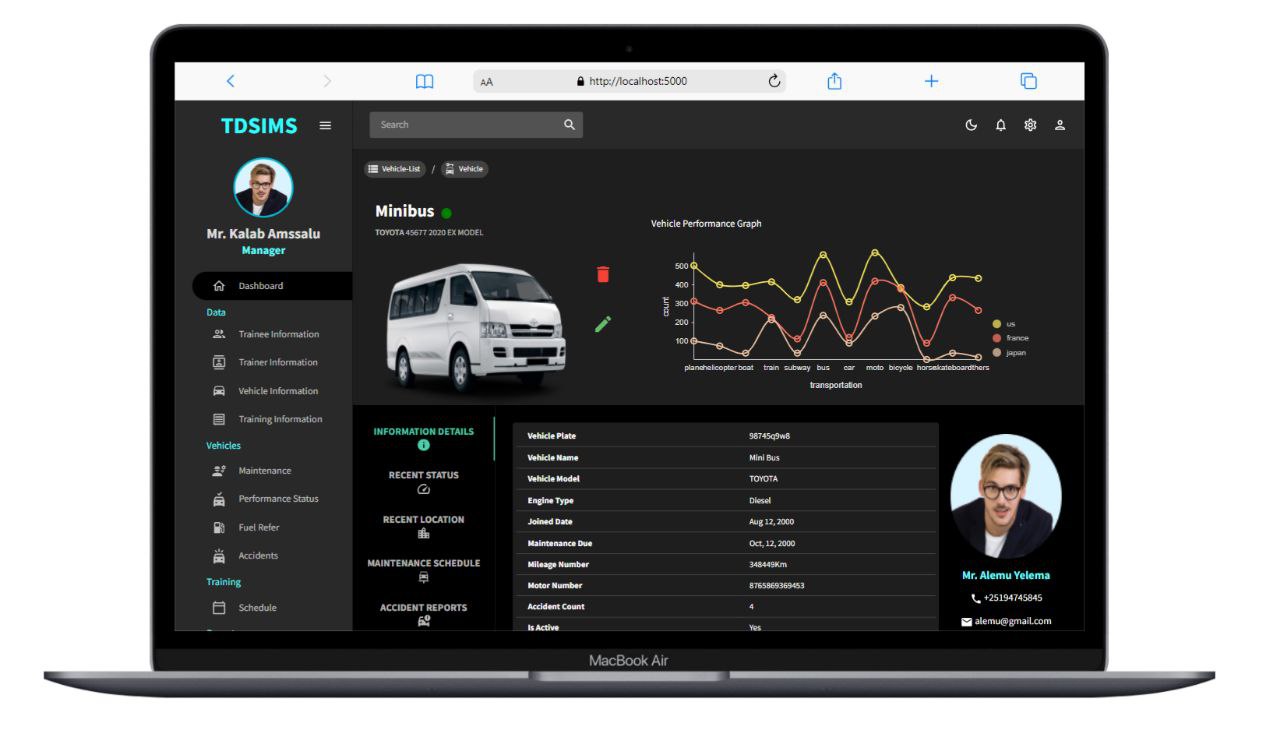 AA
http://localhost:5000
TDSIMS
Search
Mr. Kalab Amssalu
Manager
Dashboard
Data
Trainee Information
Trainer Information
Vehicle Information
Training Information
Vehicles
Maintenance
Performance Status
Fuel Refer
Accidents
Training
Schedule
Vehicle-List / Vehicle
Minibus
TOYOTA 45677 2020 EX MODEL
Vehicle Performance Graph
500
400
300
200
100
count
plane helicopter boat train subway bus car moto bicycle horse skateboard others
transportation
us
france
japan
INFORMATION DETAILS
RECENT STATUS
RECENT LOCATION
MAINTENANCE SCHEDULE
ACCIDENT REPORTS
Vehicle Plate 98745q9w8
Vehicle Name Mini Bus
Vehicle Model TOYOTA
Engine Type Diesel
Joined Date Aug 12, 2000
Maintenance Due Oct, 12, 2000
Mileage Number 348449Km
Motor Number 8765869369453
Accident Count 4
Is Active Yes
Mr. Alemu Yelema
+25194745845
alemu@gmail.com
MacBook Air